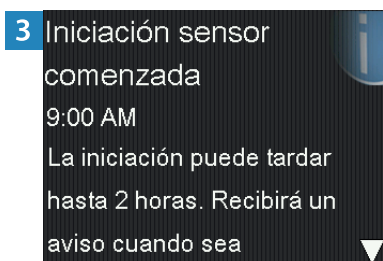 3
Iniciación sensor
comenzada
9:00 AM
La iniciación puede tardar
hasta 2 horas. Recibirá un
aviso cuando sea